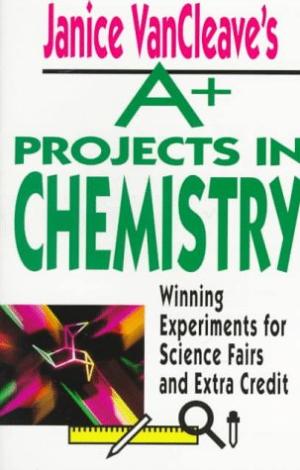 Janice VanCleave's
A+
PROJECTS IN
CHEMISTRY
Winning
Experiments for
Science Fairs
and Extra Credit